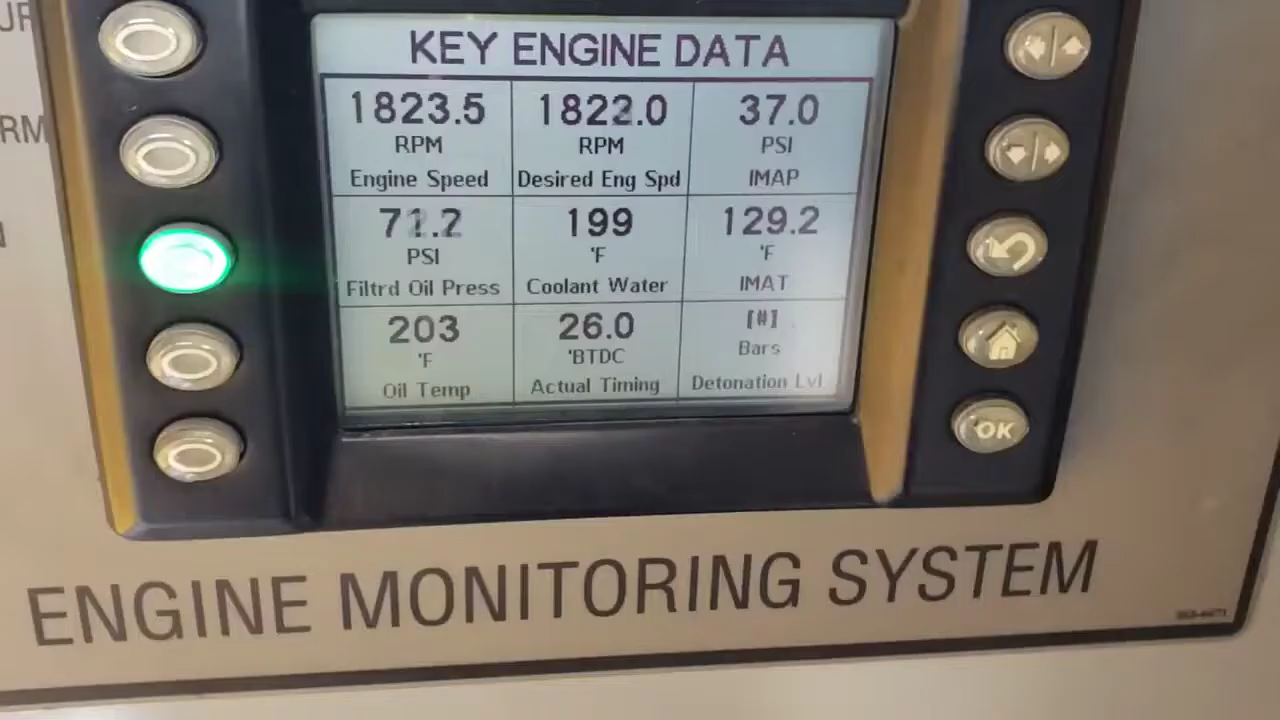 KEY ENGINE DATA
1823.5 1822.0 37.0
RPM RPM PSI
Engine Speed Desired Eng Spd IMAP
199 129.2
PSI 'F 'F
Filtrd Oil Press Coolant Water IMAT
203 26.0 [#]
'F 'BTDC Bars
Oil Temp Actual Timing Detonation Lvl
OK
ENGINE MONITORING SYSTEM